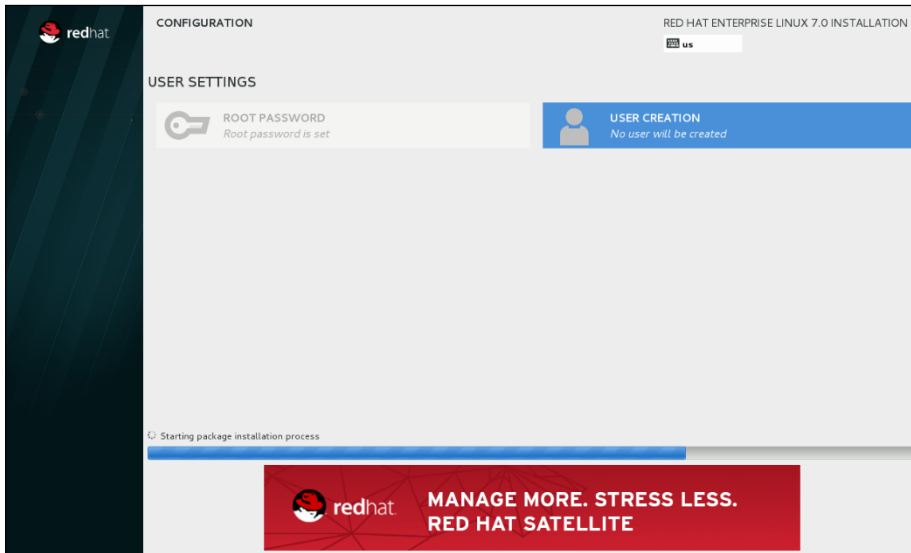 redhat
CONFIGURATION
RED HAT ENTERPRISE LINUX 7.0 INSTALLATION
us
USER SETTINGS
ROOT PASSWORD
Root password is set
USER CREATION
No user will be created
Starting package installation process
redhat.
MANAGE MORE. STRESS LESS.
RED HAT SATELLITE